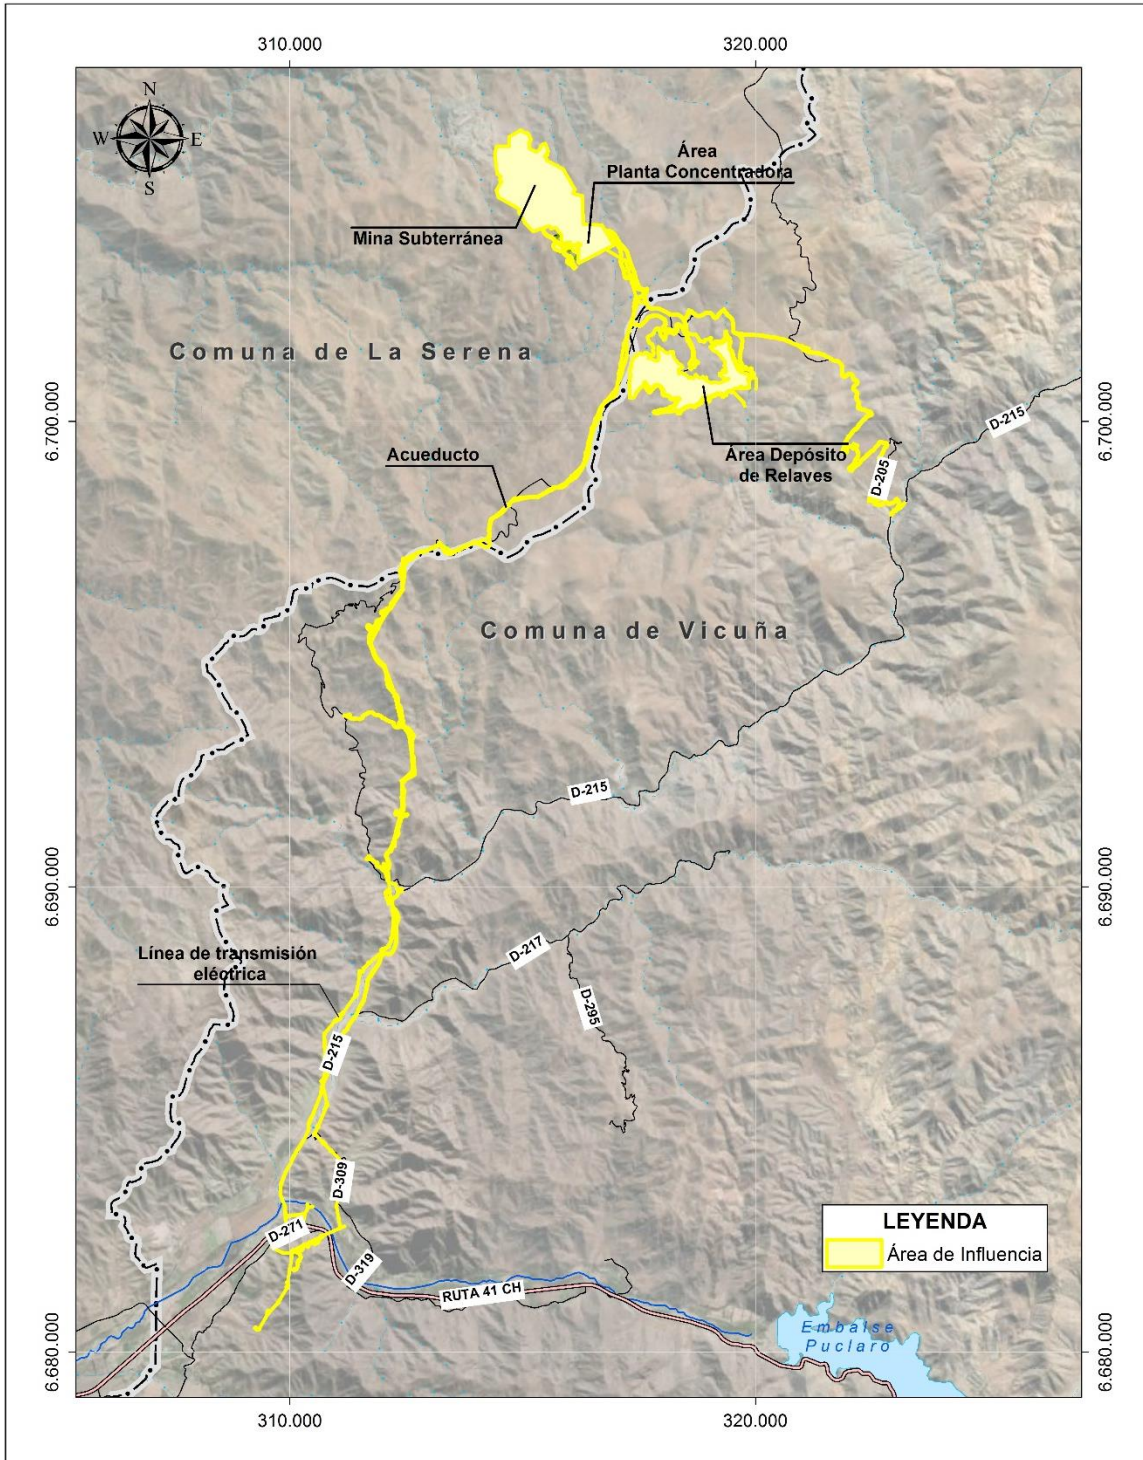 310.000
320.000
N
W
E
S
Área
Planta Concentradora
Mina Subterránea
Comuna de La Serena
6.700.000
6.700.000
D-215
Acueducto
Área Depósito
de Relaves
D-205
Comuna de Vicuña
D-215
6.690.000
6.690.000
Línea de transmisión
eléctrica
D-217
D-295
D-215
D-309
D-271
D-319
RUTA 41 CH
LEYENDA
Área de Influencia
Embalse
Puclaro
6.680.000
6.680.000
310.000
320.000